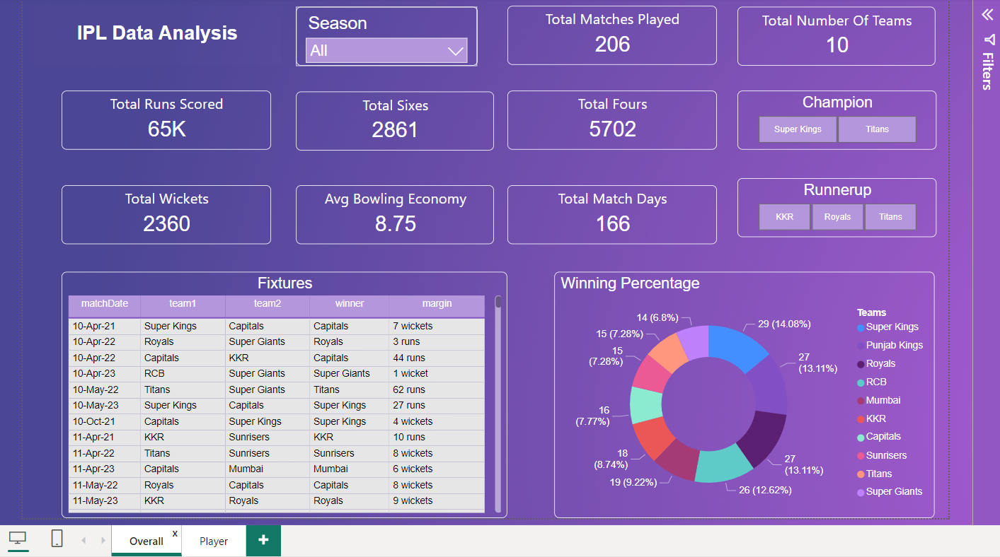 IPL Data Analysis
Season
All
Total Matches Played
206
Total Number Of Teams
10
Filters
Total Runs Scored
65K
Total Sixes
2861
Total Fours
5702
Champion
Super Kings Titans
Total Wickets
2360
Avg Bowling Economy
8.75
Total Match Days
166
Runnerup
KKR Royals Titans
Fixtures
matchDate team1 team2 winner margin
10-Apr-21 Super Kings Capitals Capitals 7 wickets
10-Apr-22 Royals Super Giants Royals 3 runs
10-Apr-22 Capitals KKR Capitals 44 runs
10-Apr-23 RCB Super Giants Super Giants 1 wicket
10-May-22 Titans Super Giants Titans 62 runs
10-May-23 Super Kings Capitals Super Kings 27 runs
10-Oct-21 Capitals Super Kings Super Kings 4 wickets
11-Apr-21 KKR Sunrisers KKR 10 runs
11-Apr-22 Titans Sunrisers Sunrisers 8 wickets
11-Apr-23 Capitals Mumbai Mumbai 6 wickets
11-May-22 Royals Capitals Capitals 8 wickets
11-May-23 KKR Royals Royals 9 wickets
Winning Percentage
29 (14.08%)
27
(13.11%)
27
(13.11%)
26 (12.62%)
19 (9.22%)
18
(8.74%)
16
(7.77%)
15
(7.28%)
15 (7.28%)
14 (6.8%)
Teams
Super Kings
Punjab Kings
Royals
RCB
Mumbai
KKR
Capitals
Sunrisers
Titans
Super Giants
Overall x Player +